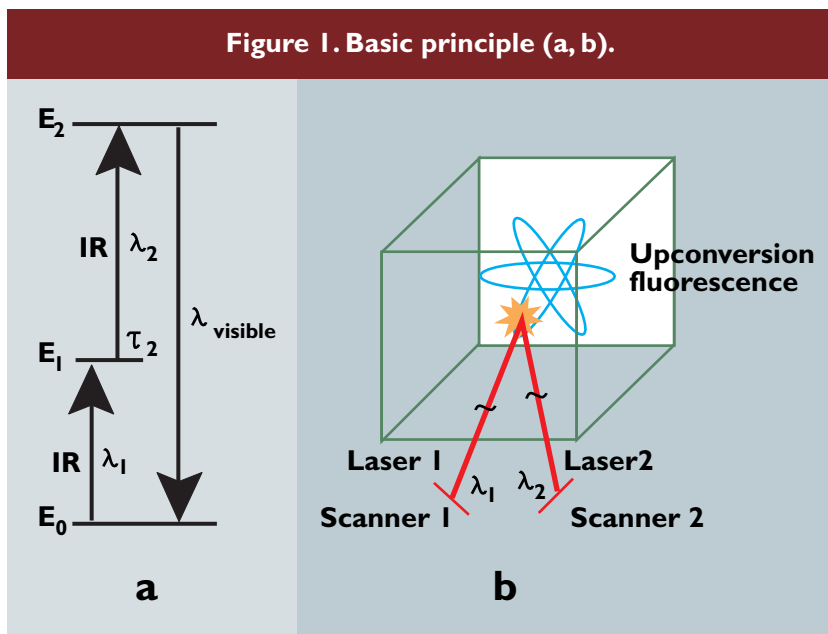 Figure 1. Basic principle (a, b).
E2
IR λ2
λ visible
E1 τ2
IR λ1
E0
a
Upconversion
fluorescence
~ ~
Laser 1 Laser2
λ1 λ2
Scanner 1 Scanner 2
b